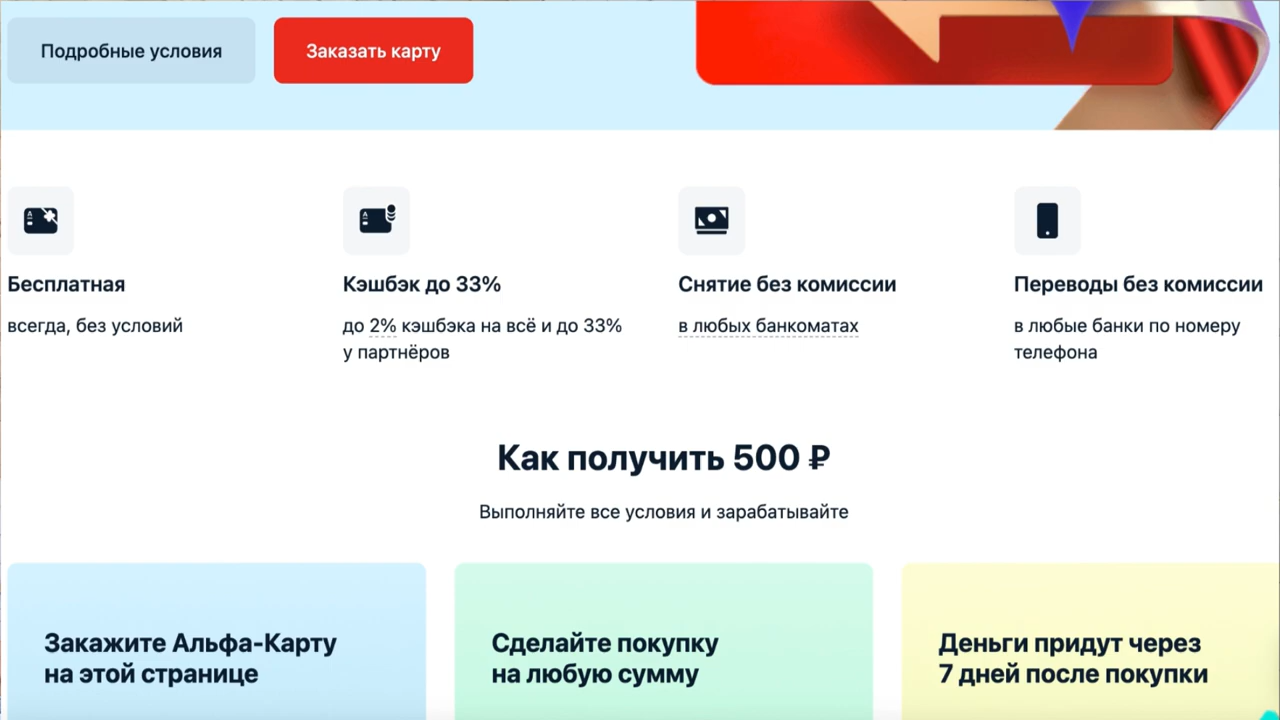 Подробные условия
Заказать карту
Бесплатная
всегда, без условий
Кэшбэк до 33%
до 2% кэшбэка на всё и до 33%
у партнёров
Снятие без комиссии
в любых банкоматах
Переводы без комиссии
в любые банки по номеру
телефона
Как получить 500 ₽
Выполняйте все условия и зарабатывайте
Закажите Альфа-Карту
на этой странице
Сделайте покупку
на любую сумму
Деньги придут через
7 дней после покупки